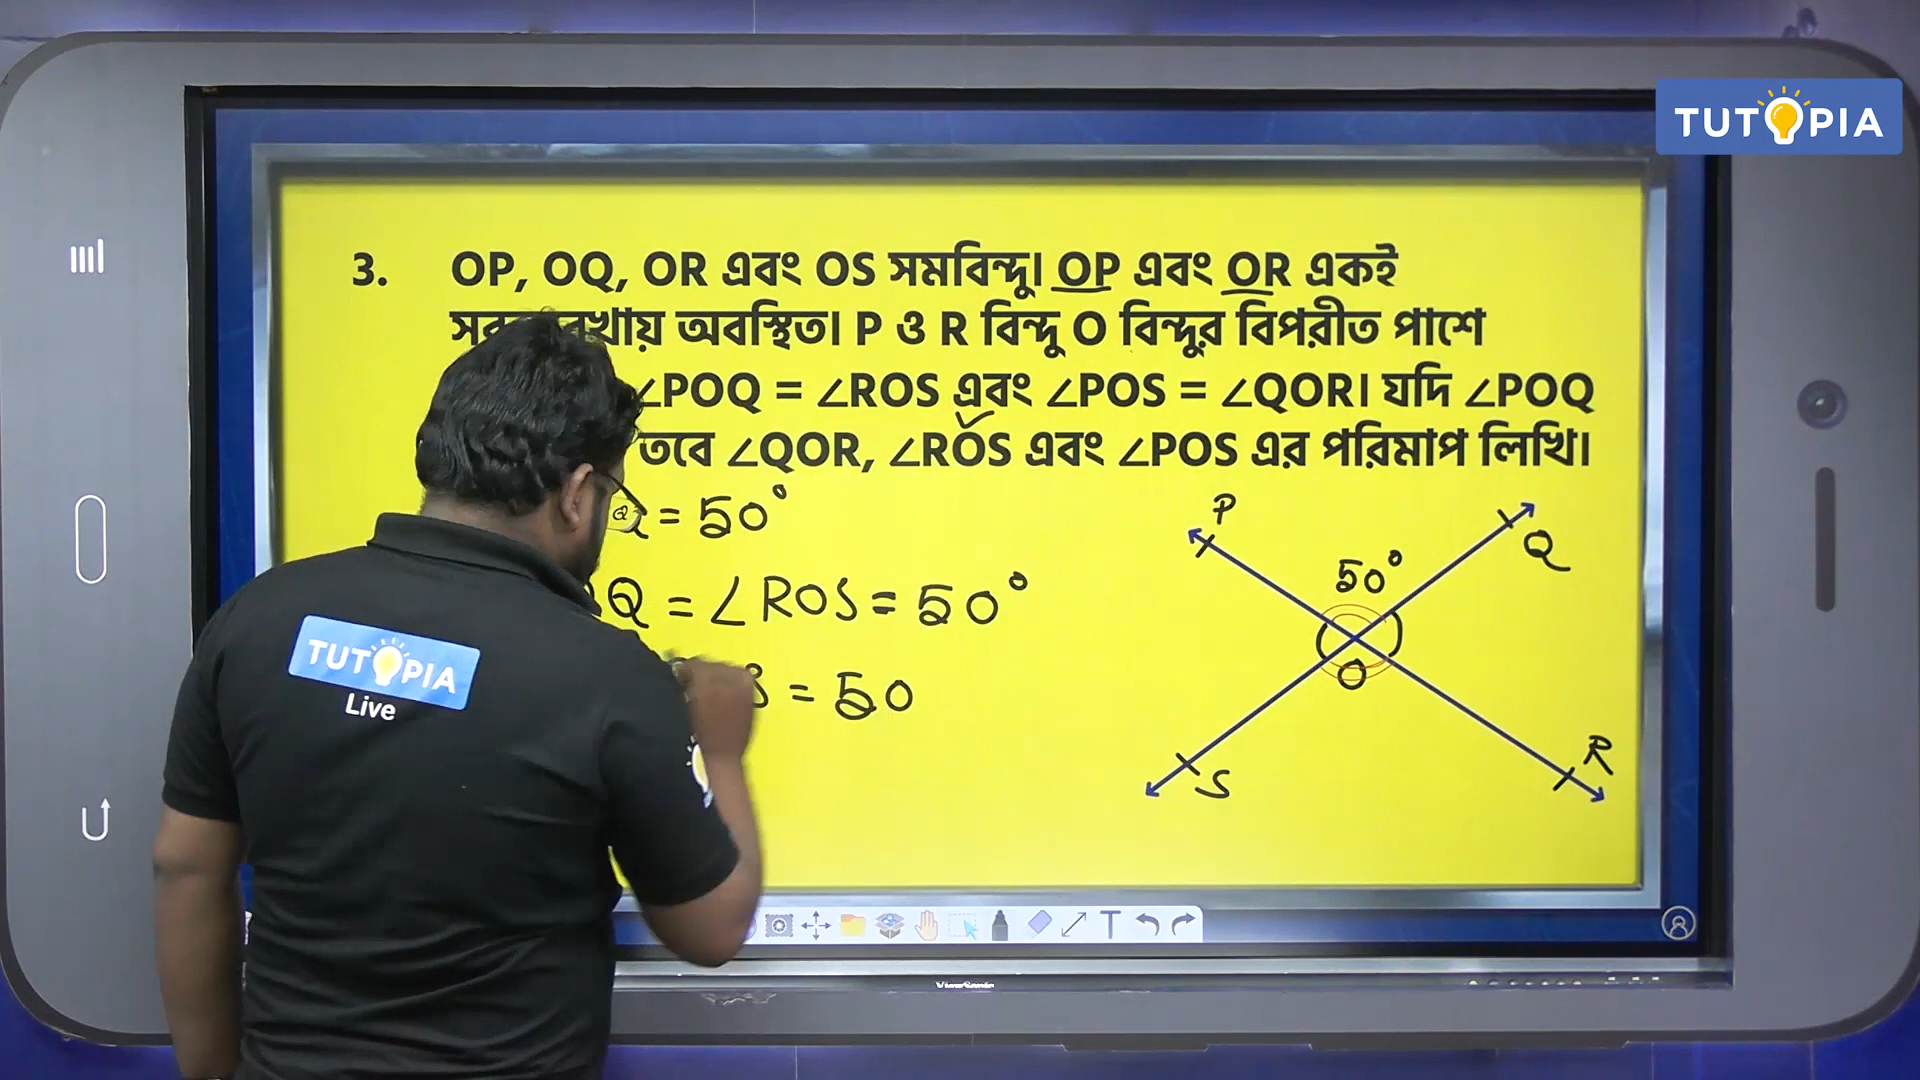 TUTOPIA
3. OP, OQ, OR এবং OS সমবিন্দু। OP এবং OR একই
অবস্থিত। P ও R বিন্দু O বিন্দুর বিপরীত পাশে
∠POQ = ∠ROS এবং ∠POS = ∠QOR। যদি ∠POQ
তবে ∠QOR, ∠ROS এবং ∠POS এর পরিমাপ লিখি।
= 50°
Q = ∠ROS = 50°
= 50
P
Q
50°
O
S
R
TUTOPIA
Live
ViewSonic